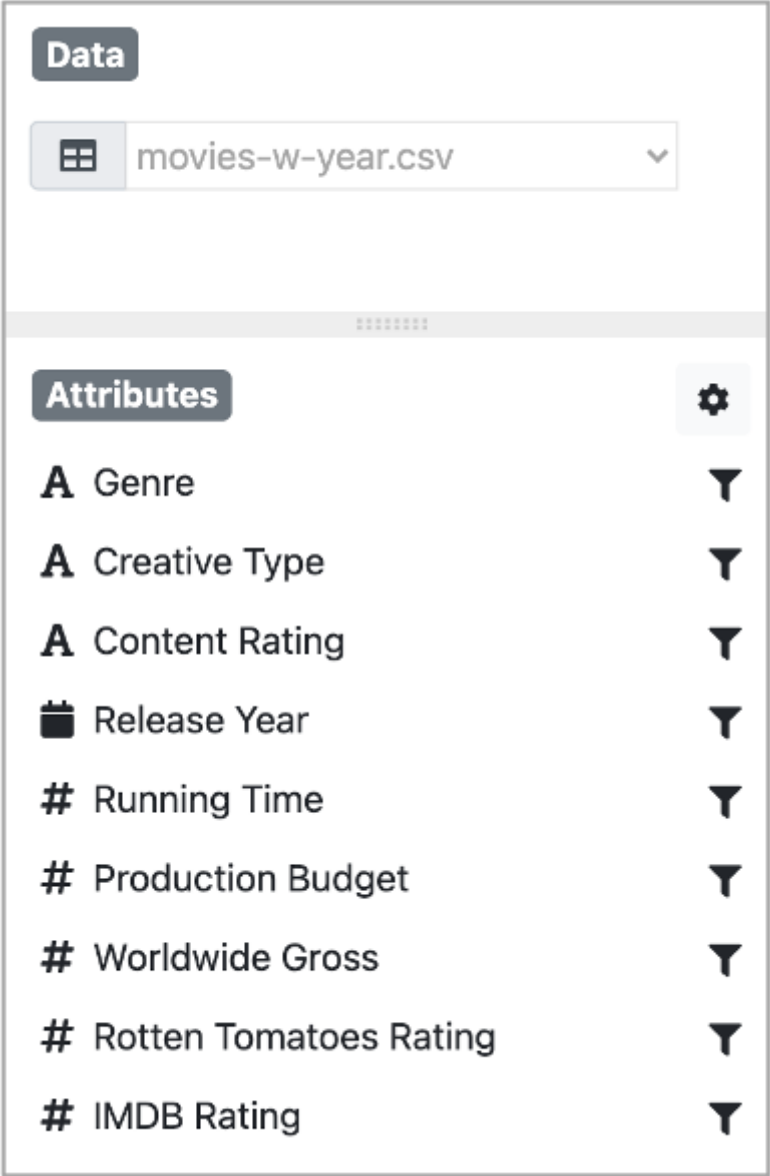 Data
movies-w-year.csv
Attributes
A Genre
A Creative Type
A Content Rating
Release Year
# Running Time
# Production Budget
# Worldwide Gross
# Rotten Tomatoes Rating
# IMDB Rating